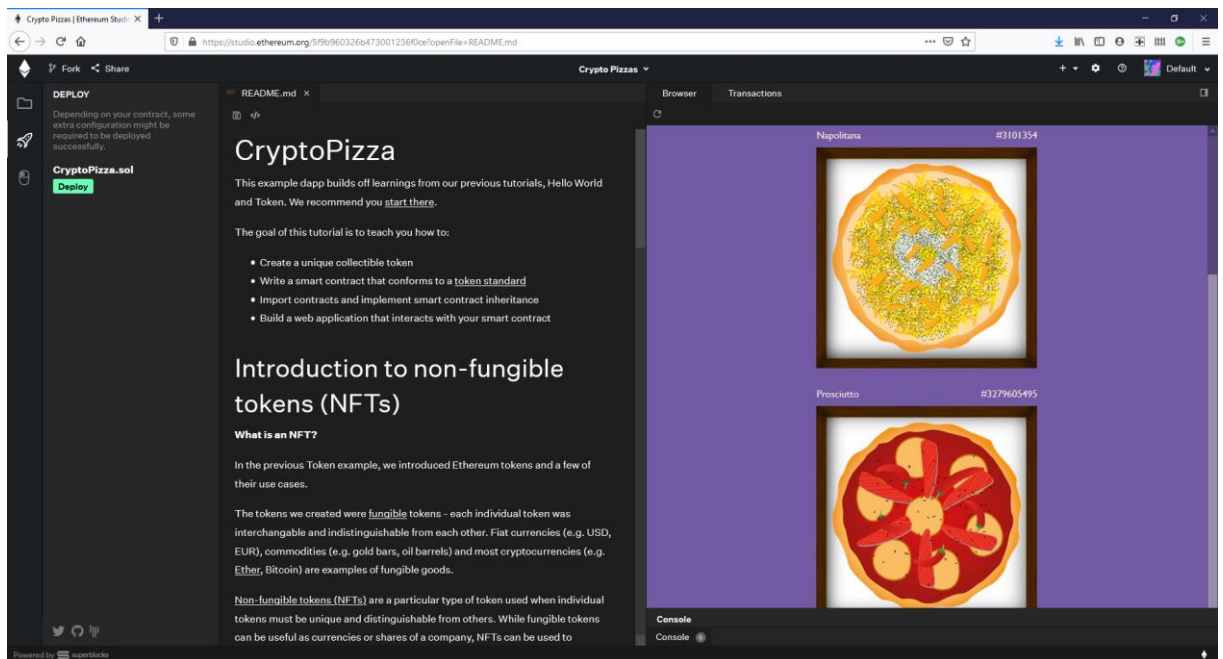 Crypto Pizzas | Ethereum Studio
https://studio.ethereum.org/5f9b960326b473001236f0ce?openFile=README.md
Fork Share Crypto Pizzas Default
DEPLOY
Depending on your contract, some
extra configuration might be
required to be deployed
successfully.
CryptoPizza.sol
Deploy
README.md
CryptoPizza
This example dapp builds off learnings from our previous tutorials, Hello World
and Token. We recommend you start there.
The goal of this tutorial is to teach you how to:
• Create a unique collectible token
• Write a smart contract that conforms to a token standard
• Import contracts and implement smart contract inheritance
• Build a web application that interacts with your smart contract
Introduction to non-fungible
tokens (NFTs)
What is an NFT?
In the previous Token example, we introduced Ethereum tokens and a few of
their use cases.
The tokens we created were fungible tokens - each individual token was
interchangable and indistinguishable from each other. Fiat currencies (e.g. USD,
EUR), commodities (e.g. gold bars, oil barrels) and most cryptocurrencies (e.g.
Ether, Bitcoin) are examples of fungible goods.
Non-fungible tokens (NFTs) are a particular type of token used when individual
tokens must be unique and distinguishable from others. While fungible tokens
can be useful as currencies or shares of a company, NFTs can be used to
Browser Transactions
Napolitana #3101354
Prosciutto #3279605495
Console
Console
Powered by superblocks